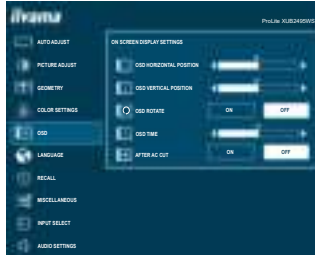 iiyama
ProLite XUB2495WS
AUTO ADJUST
PICTURE ADJUST
GEOMETRY
COLOR SETTINGS
OSD
LANGUAGE
RECALL
MISCELLANEOUS
INPUT SELECT
AUDIO SETTINGS
ON SCREEN DISPLAY SETTINGS
OSD HORIZONTAL POSITION
OSD VERTICAL POSITION
OSD ROTATE ON OFF
OSD TIME
AFTER AC CUT ON OFF